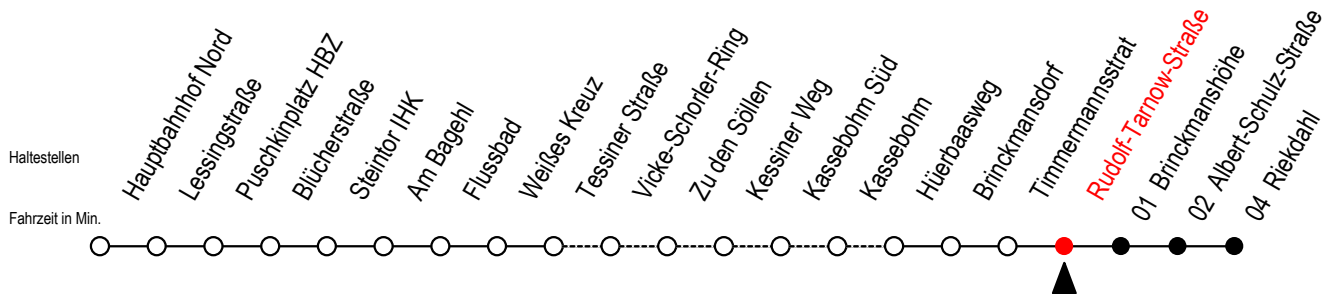 Haltestellen
Hauptbahnhof Nord
Lessingstraße
Puschkinplatz HBZ
Blücherstraße
Steintor IHK
Am Bagehl
Flussbad
Weißes Kreuz
Tessiner Straße
Vicke-Schorler-Ring
Zu den Söllen
Kessiner Weg
Kassebohm Süd
Kassebohm
Hüerbaasweg
Brinckmansdorf
Timmermannsstrat
Rudolf-Tarnow-Straße
01 Brinckmanshöhe
02 Albert-Schulz-Straße
04 Riekdahl
Fahrzeit in Min.